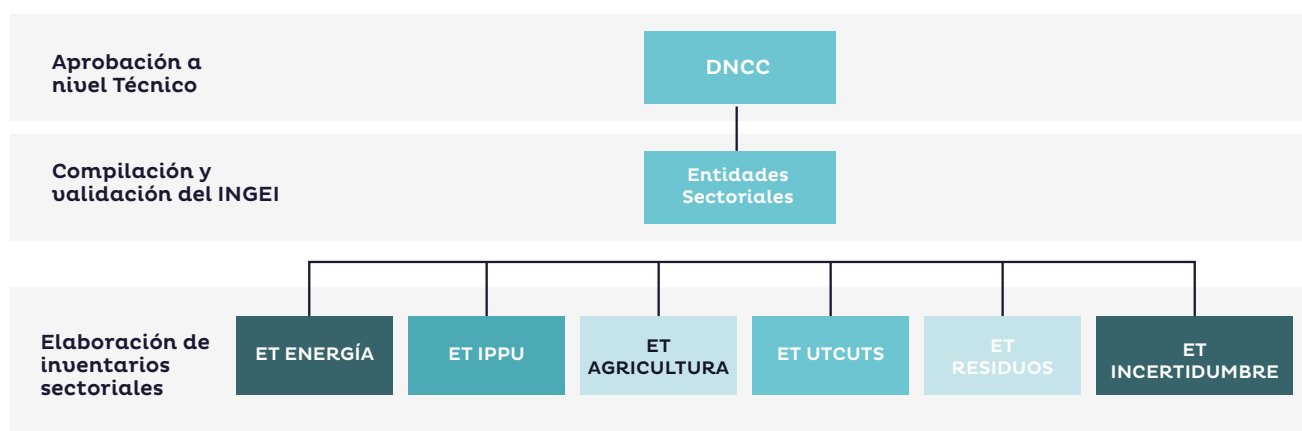 Aprobación a
nivel Técnico
DNCC
Compilación y
validación del INGEI
Entidades
Sectoriales
Elaboración de
inventarios
sectoriales
ET ENERGÍA
ET IPPU
ET
AGRICULTURA
ET UTCUTS
ET
RESIDUOS
ET
INCERTIDUMBRE